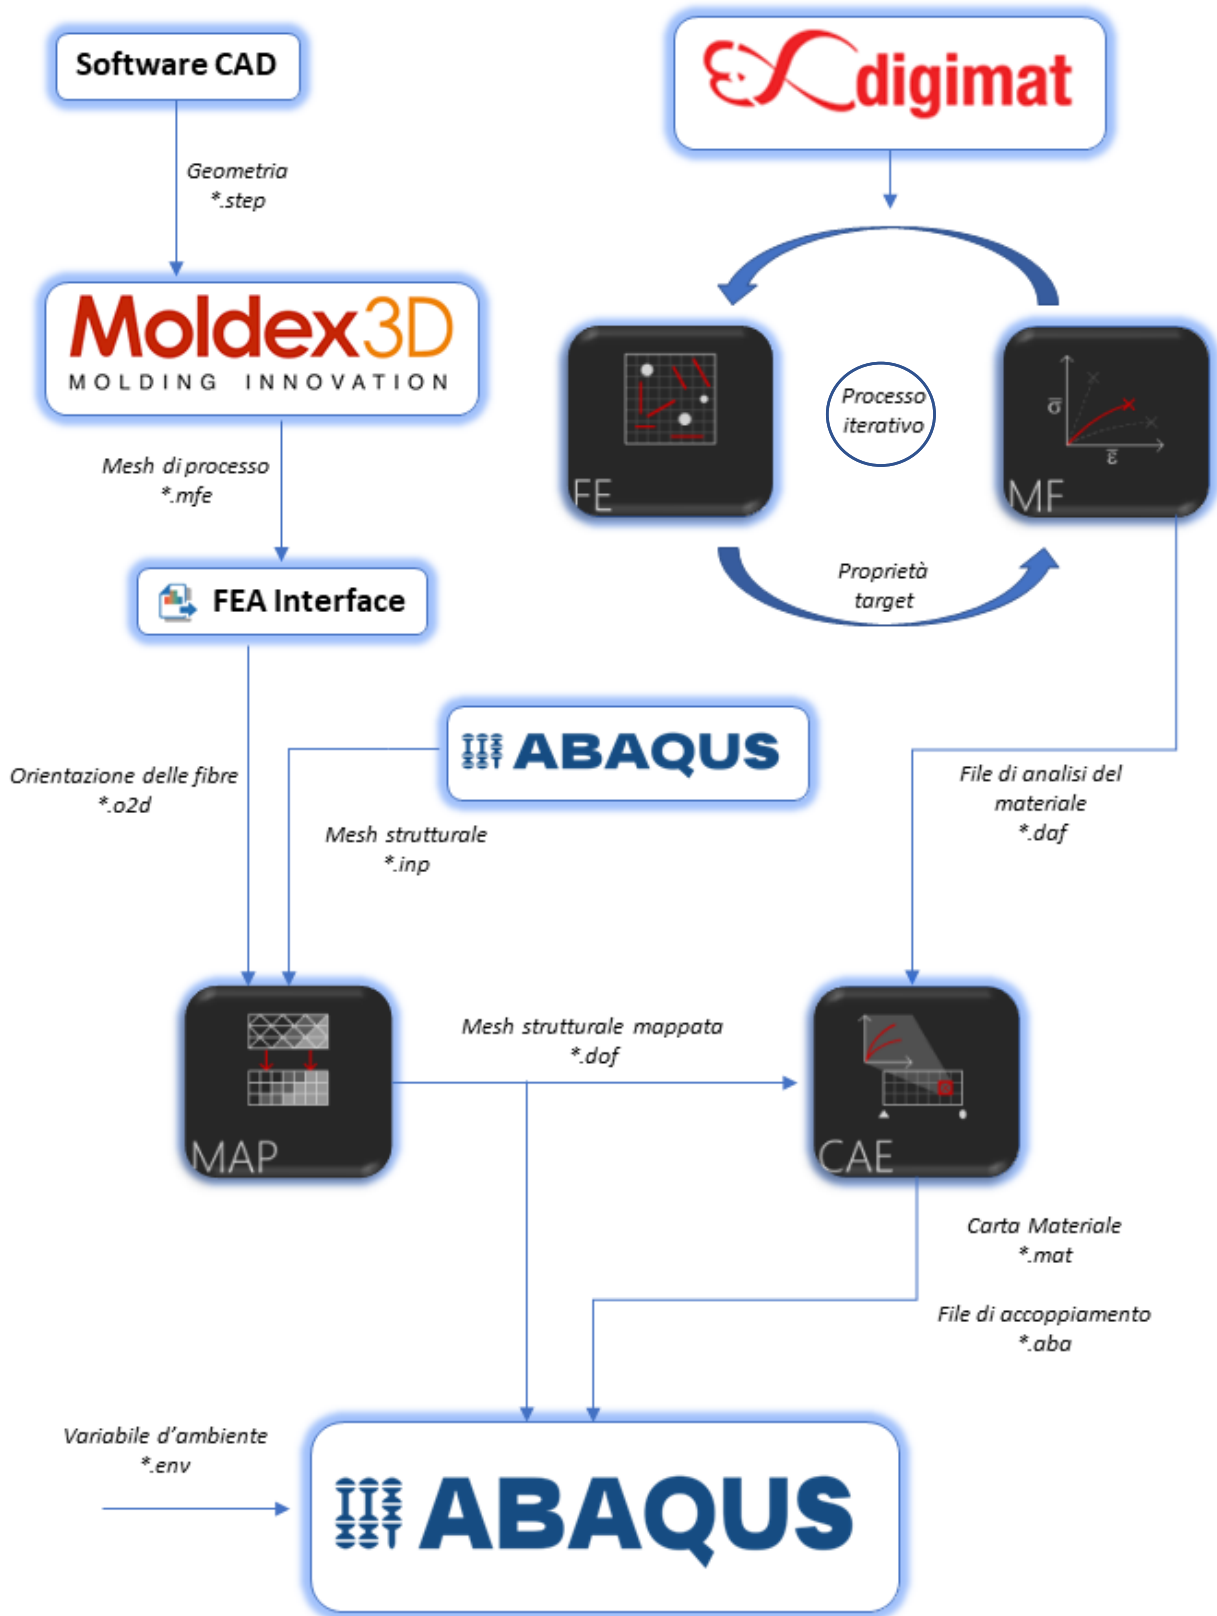 Software CAD
digimat
Geometria
*.step
Moldex3D
MOLDING INNOVATION
Processo
iterativo
FE
σ
ε
MF
Mesh di processo
*.mfe
Proprietà
target
FEA Interface
ABAQUS
Orientazione delle fibre
*.o2d
File di analisi del
materiale
*.daf
Mesh strutturale
*.inp
Mesh strutturale mappata
*.dof
MAP
CAE
Carta Materiale
*.mat
File di accoppiamento
*.aba
Variabile d'ambiente
*.env
ABAQUS